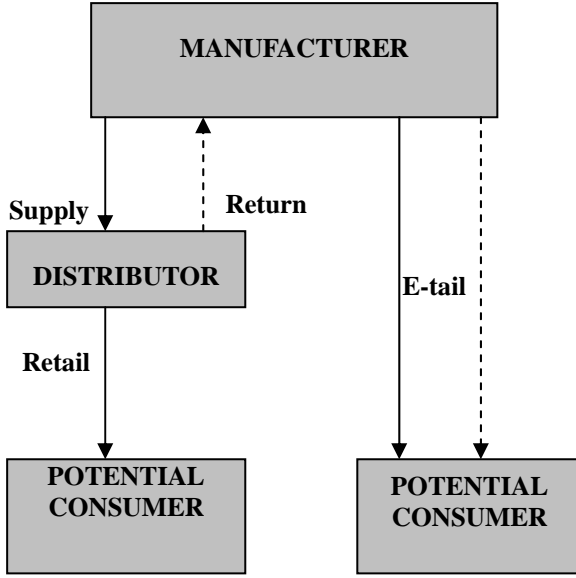 MANUFACTURER
Supply
Return
DISTRIBUTOR
E-tail
Retail
POTENTIAL
CONSUMER
POTENTIAL
CONSUMER